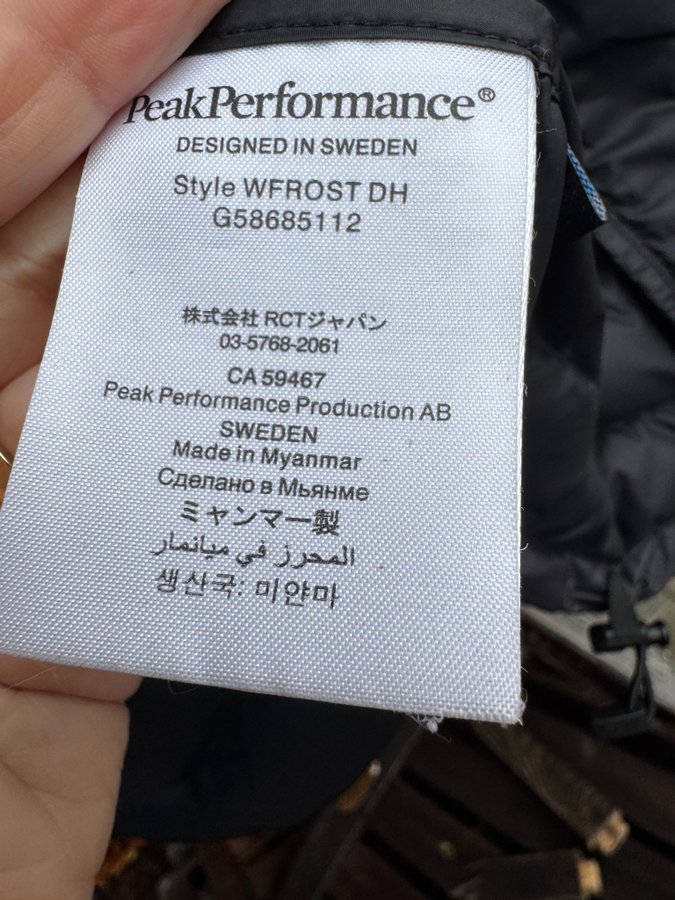 PeakPerformance®
DESIGNED IN SWEDEN
Style WFROST DH
G58685112
株式会社 RCTジャパン
03-5768-2061
CA 59467
Peak Performance Production AB
SWEDEN
Made in Myanmar
Сделано в Мьянме
ミャンマー製
المحرز في ميانمار
생산국: 미얀마